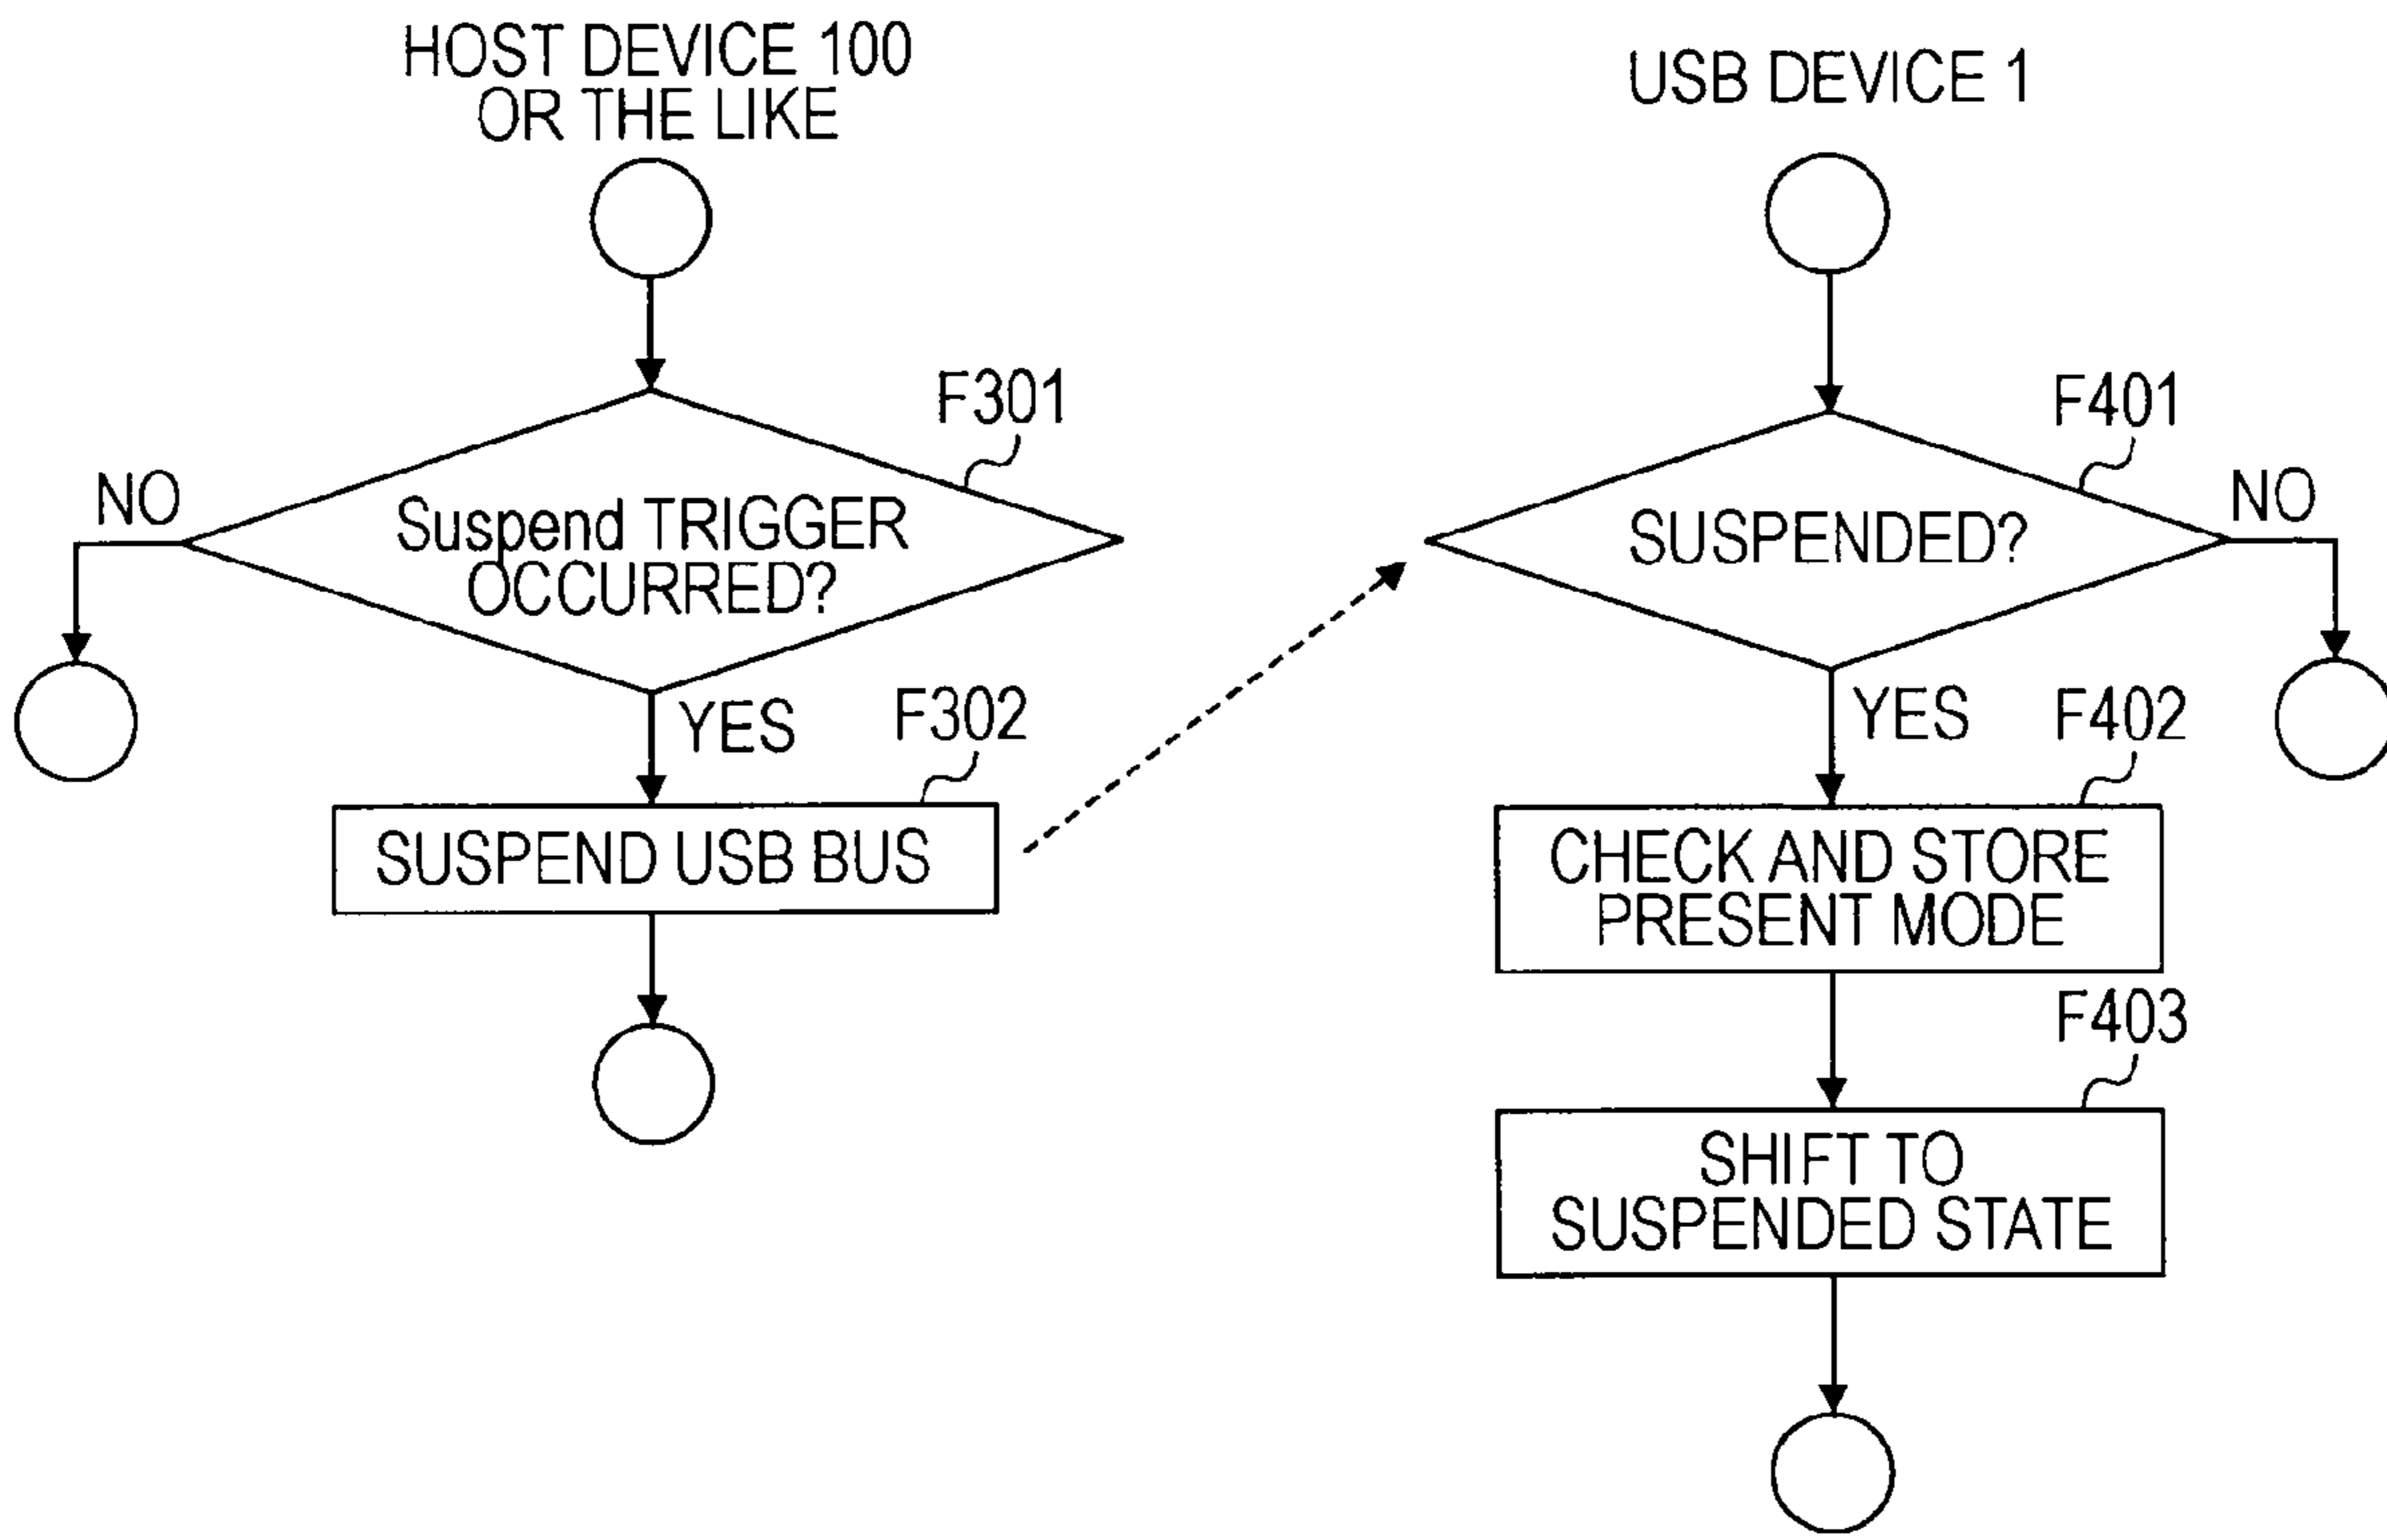 HOST DEVICE 100
OR THE LIKE
F301
NO
Suspend TRIGGER
OCCURRED?
YES
F302
SUSPEND USB BUS
USB DEVICE 1
F401
NO
SUSPENDED?
YES
F402
CHECK AND STORE
PRESENT MODE
F403
SHIFT TO
SUSPENDED STATE